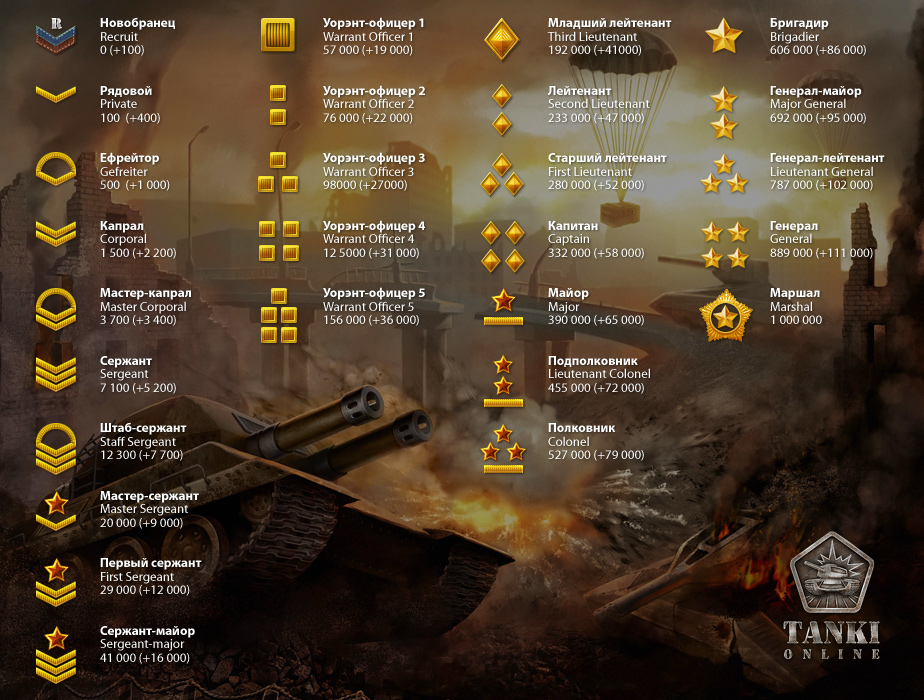 R
Новобранец
Recruit
0 (+100)
Рядовой
Private
100 (+400)
Ефрейтор
Gefreiter
500 (+1 000)
Капрал
Corporal
1 500 (+2 200)
Мастер-капрал
Master Corporal
3 700 (+3 400)
Сержант
Sergeant
7 100 (+5 200)
Штаб-сержант
Staff Sergeant
12 300 (+7 700)
Мастер-сержант
Master Sergeant
20 000 (+9 000)
Первый сержант
First Sergeant
29 000 (+12 000)
Сержант-майор
Sergeant-major
41 000 (+16 000)
Уорэнт-офицер 1
Warrant Officer 1
57 000 (+19 000)
Уорэнт-офицер 2
Warrant Officer 2
76 000 (+22 000)
Уорэнт-офицер 3
Warrant Officer 3
98000 (+27000)
Уорэнт-офицер 4
Warrant Officer 4
12 5000 (+31 000)
Уорэнт-офицер 5
Warrant Officer 5
156 000 (+36 000)
Младший лейтенант
Third Lieutenant
192 000 (+41000)
Лейтенант
Second Lieutenant
233 000 (+47 000)
Старший лейтенант
First Lieutenant
280 000 (+52 000)
Капитан
Captain
332 000 (+58 000)
Майор
Major
390 000 (+65 000)
Подполковник
Lieutenant Colonel
455 000 (+72 000)
Полковник
Colonel
527 000 (+79 000)
Бригадир
Brigadier
606 000 (+86 000)
Генерал-майор
Major General
692 000 (+95 000)
Генерал-лейтенант
Lieutenant General
787 000 (+102 000)
Генерал
General
889 000 (+111 000)
Маршал
Marshal
1 000 000
TANKI
ONLINE